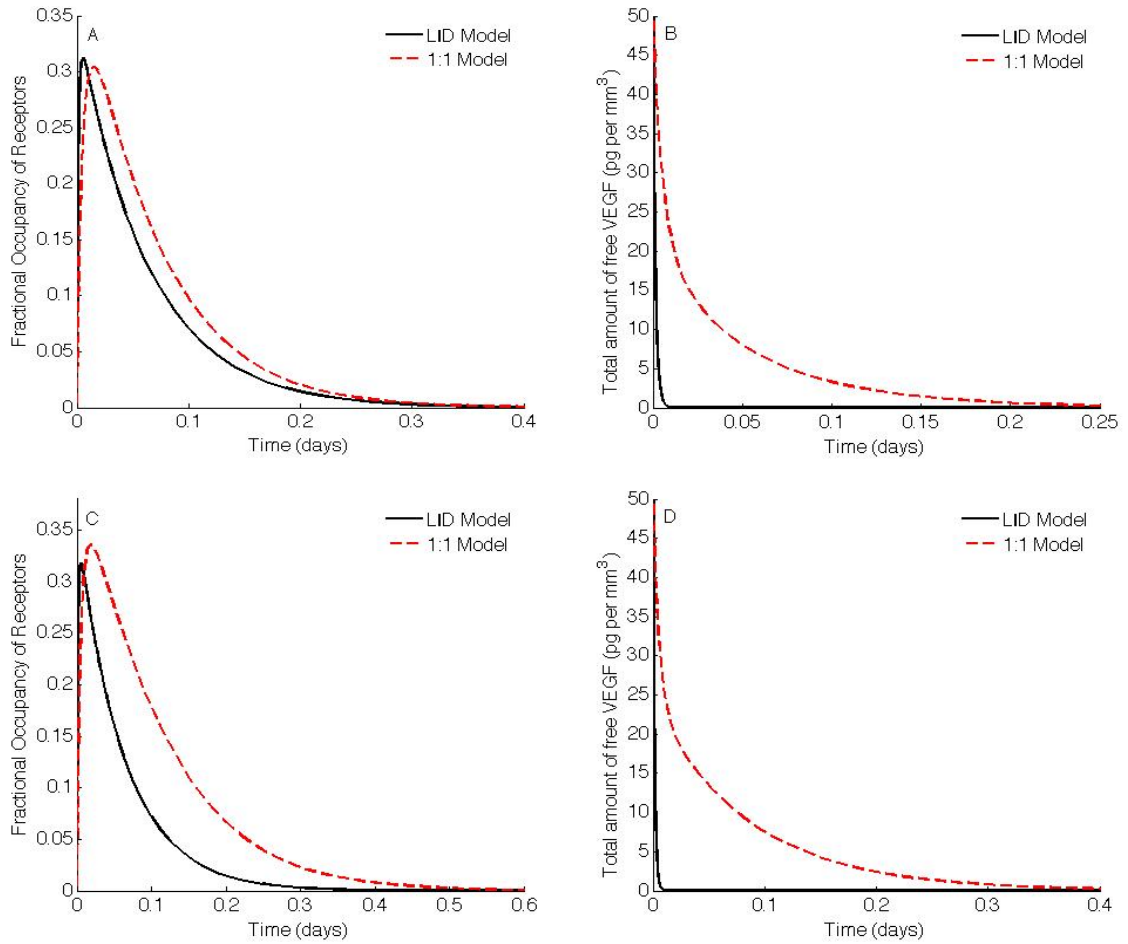 A
LID Model
1:1 Model
Fractional Occupancy of Receptors
0.35
0.3
0.25
0.2
0.15
0.1
0.05
0
0 0.1 0.2 0.3 0.4
Time (days)
B
LID Model
1:1 Model
Total amount of free VEGF (pg per mm³)
50
45
40
35
30
25
20
15
10
5
0
0 0.05 0.1 0.15 0.2 0.25
Time (days)
C
LID Model
1:1 Model
Fractional Occupancy of Receptors
0.35
0.3
0.25
0.2
0.15
0.1
0.05
0
0 0.1 0.2 0.3 0.4 0.5 0.6
Time (days)
D
LID Model
1:1 Model
Total amount of free VEGF (pg per mm³)
50
45
40
35
30
25
20
15
10
5
0
0 0.1 0.2 0.3 0.4
Time (days)